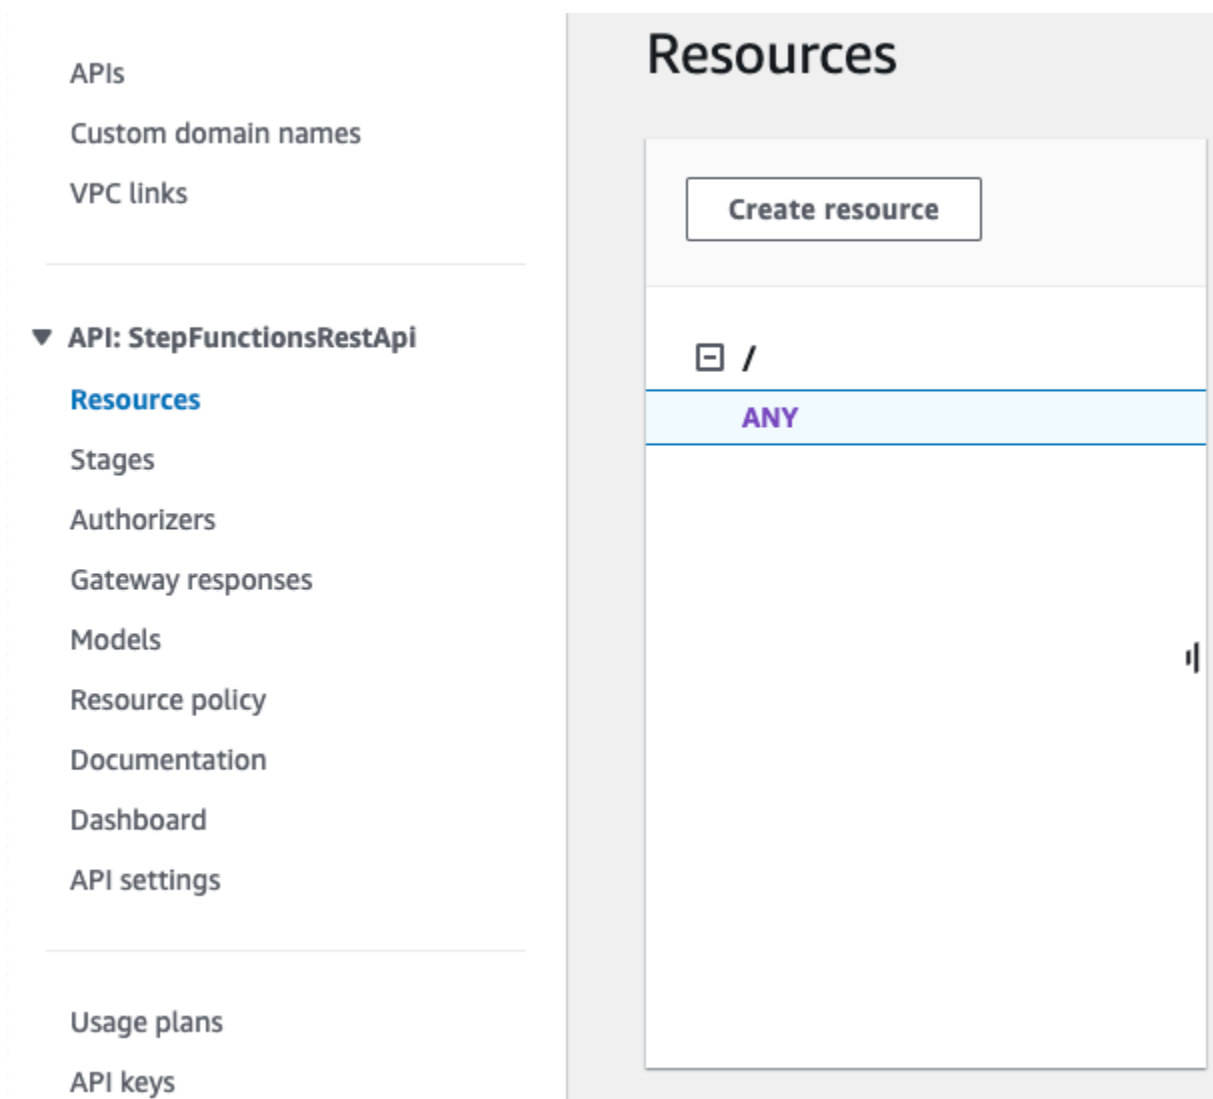 APIs
Custom domain names
VPC links
API: StepFunctionsRestApi
Resources
Stages
Authorizers
Gateway responses
Models
Resource policy
Documentation
Dashboard
API settings
Usage plans
API keys
Resources
Create resource
/
ANY